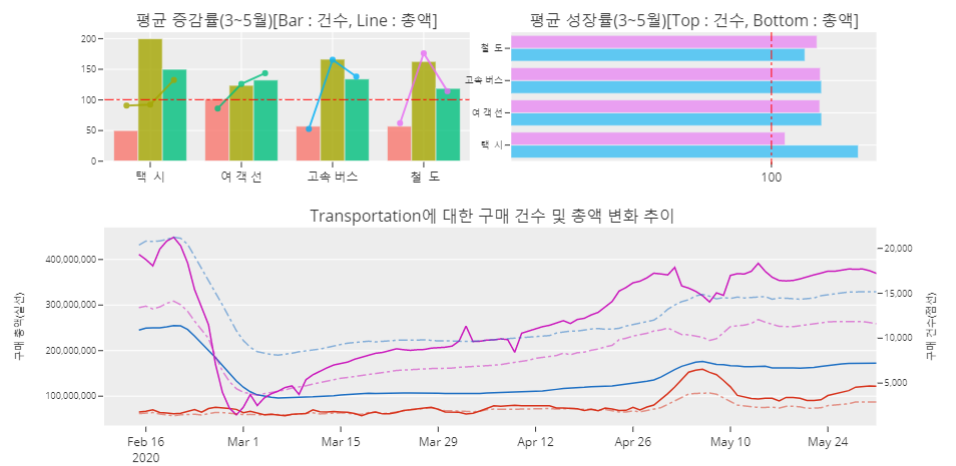 평균 증감률(3~5월)[Bar : 건수, Line : 총액]
200
150
100
50
0
택 시
여객선
고속버스
철 도
평균 성장률(3~5월)[Top : 건수, Bottom : 총액]
철 도
고속버스
여객선
택 시
100
Transportation에 대한 구매 건수 및 총액 변화 추이
구매 총액(실선)
400,000,000
300,000,000
200,000,000
100,000,000
20,000
15,000
10,000
5,000
구매 건수(점선)
Feb 16
2020
Mar 1
Mar 15
Mar 29
Apr 12
Apr 26
May 10
May 24